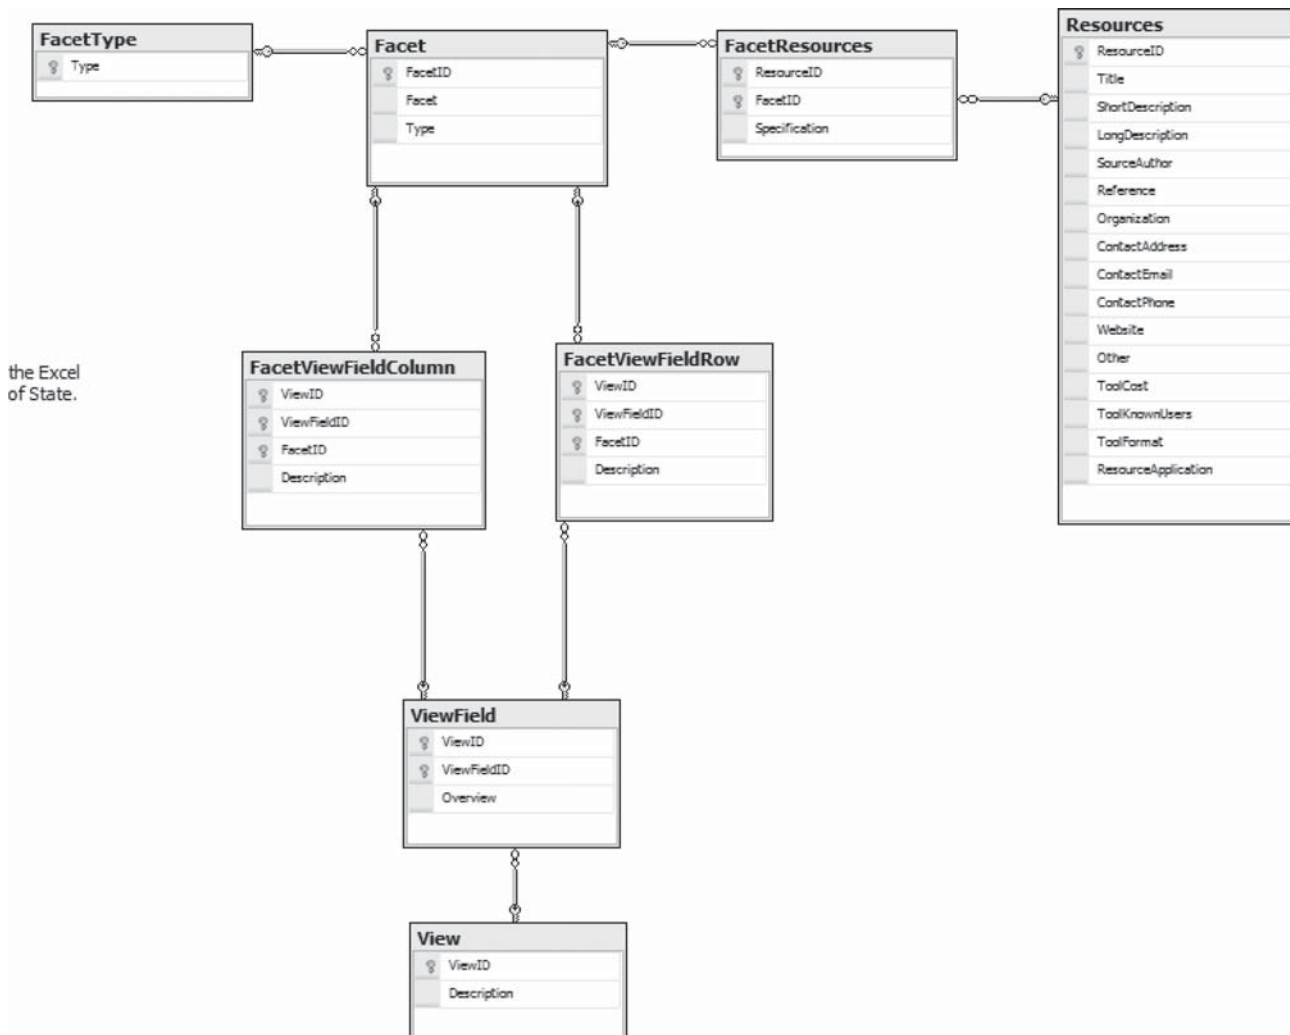 FacetType
Type
Facet
FacetID
Facet
Type
FacetResources
ResourceID
FacetID
Specification
Resources
ResourceID
Title
ShortDescription
LongDescription
SourceAuthor
Reference
Organization
ContactAddress
ContactEmail
ContactPhone
Website
Other
ToolCost
ToolKnownUsers
ToolFormat
ResourceApplication
the Excel
of State.
FacetViewFieldColumn
ViewID
ViewFieldID
FacetID
Description
FacetViewFieldRow
ViewID
ViewFieldID
FacetID
Description
ViewField
ViewID
ViewFieldID
Overview
View
ViewID
Description